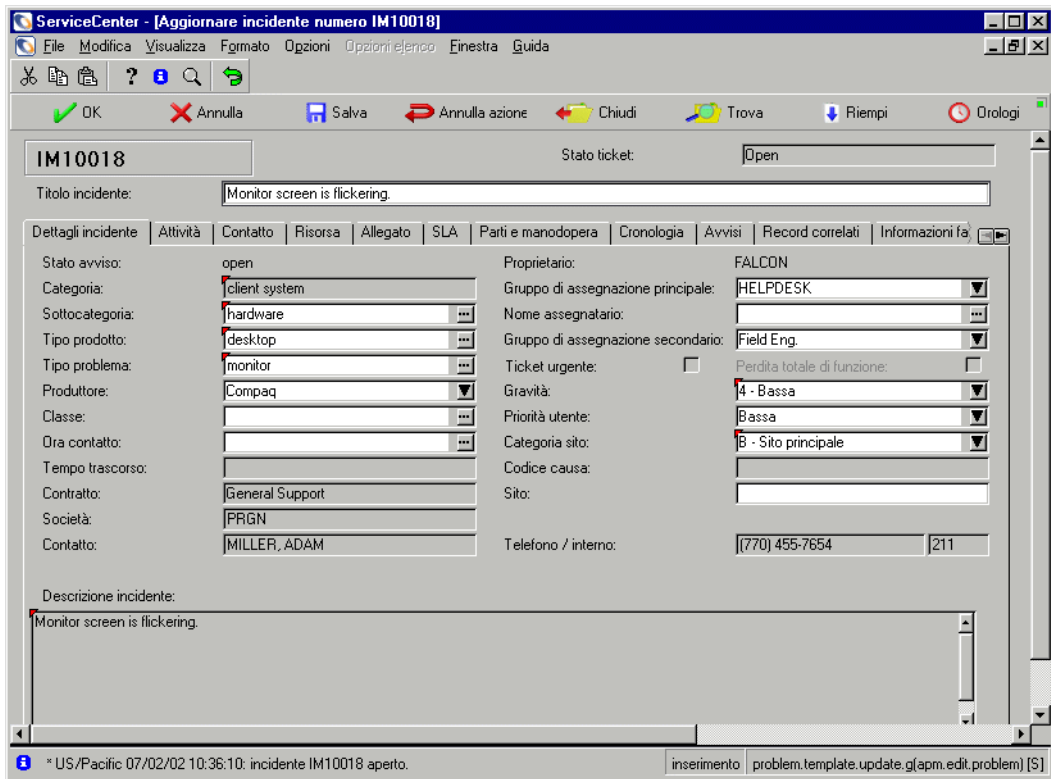 ServiceCenter - [Aggiornare incidente numero IM10018]
File Modifica Visualizza Formato Opzioni Opzioni elenco Finestra Guida
OK Annulla Salva Annulla azione Chiudi Trova Riempi Orologi
IM10018 Stato ticket: Open
Titolo incidente: Monitor screen is flickering.
Dettagli incidente Attività Contatto Risorsa Allegato SLA Parti e manodopera Cronologia Avvisi Record correlati Informazioni fa
Stato avviso: open Proprietario: FALCON
Categoria: client system Gruppo di assegnazione principale: HELPDESK
Sottocategoria: hardware Nome assegnatario:
Tipo prodotto: desktop Gruppo di assegnazione secondario: Field Eng.
Tipo problema: monitor Ticket urgente: Perdita totale di funzione:
Produttore: Compaq Gravità: 4 - Bassa
Classe: Priorità utente: Bassa
Ora contatto: Categoria sito: B - Sito principale
Tempo trascorso: Codice causa:
Contratto: General Support Sito:
Società: PRGN
Contatto: MILLER, ADAM Telefono / interno: (770) 455-7654 211
Descrizione incidente:
Monitor screen is flickering.
* US/Pacific 07/02/02 10:36:10: incidente IM10018 aperto. inserimento problem.template.update.g(apm.edit.problem) [S]